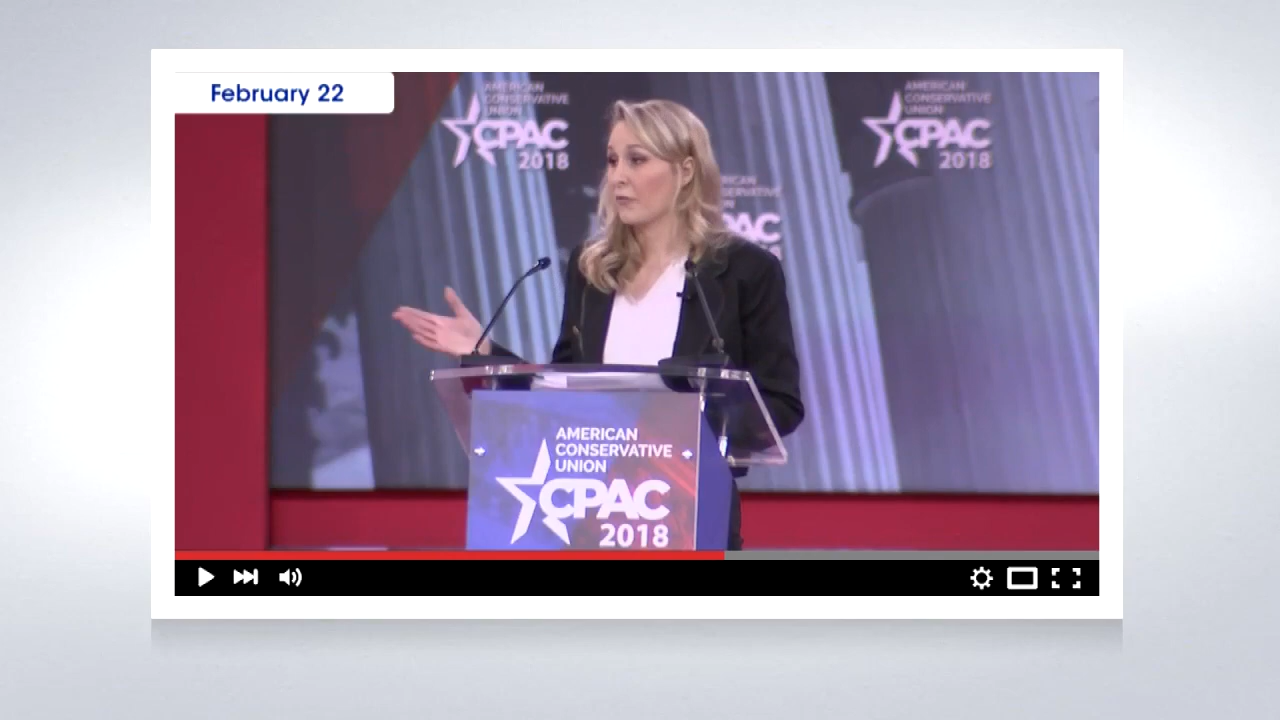 February 22
AMERICAN
CONSERVATIVE
UNION
CPAC
2018
AMERICAN
CONSERVATIVE
UNION
CPAC
2018
AMERICAN
CONSERVATIVE
UNION
CPAC
2018